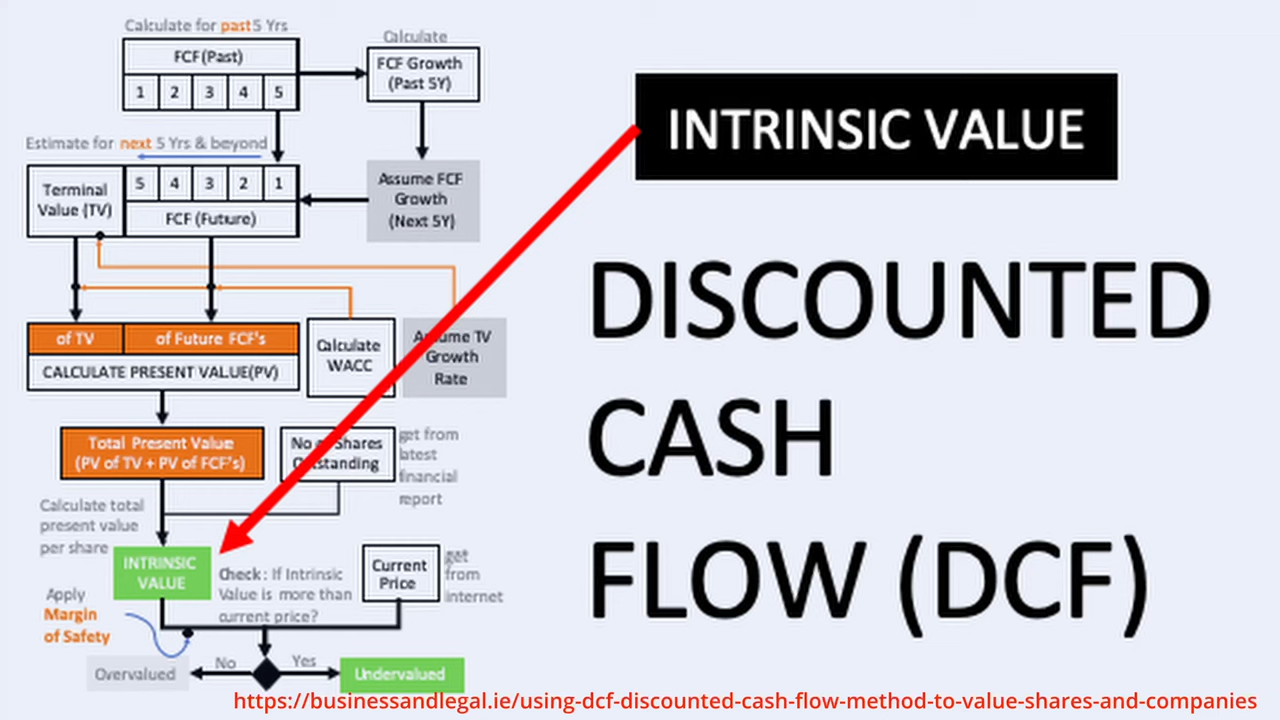 Calculate for past 5 Yrs
FCF(Past)
1 2 3 4 5
Calculate
FCF Growth
(Past 5Y)
Estimate for next 5 Yrs & beyond
Terminal
Value (TV)
5 4 3 2 1
FCF (Future)
Assume FCF
Growth
(Next 5Y)
of TV
of Future FCF's
CALCULATE PRESENT VALUE(PV)
Calculate
WACC
Assume TV
Growth
Rate
Total Present Value
(PV of TV + PV of FCF's)
No of Shares
Outstanding
get from
latest
financial
report
Calculate total
present value
per share
INTRINSIC
VALUE
Check : If Intrinsic
Value is more than
current price?
Current
Price
get
from
internet
Apply
Margin
of Safety
Overvalued
No
Yes
Undervalued
INTRINSIC VALUE
DISCOUNTED
CASH
FLOW (DCF)
https://businessandlegal.ie/using-dcf-discounted-cash-flow-method-to-value-shares-and-companies